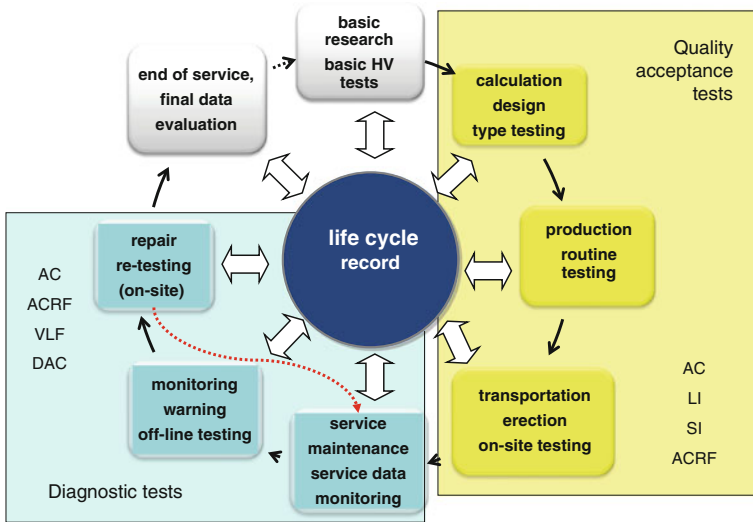 basic
research
basic HV
tests
Quality
acceptance
tests
end of service,
final data
evaluation
calculation
design
type testing
life cycle
record
production
routine
testing
repair
re-testing
(on-site)
AC
ACRF
VLF
DAC
transportation
erection
on-site testing
AC
LI
SI
ACRF
monitoring
warning
off-line testing
service
maintenance
service data
monitoring
Diagnostic tests